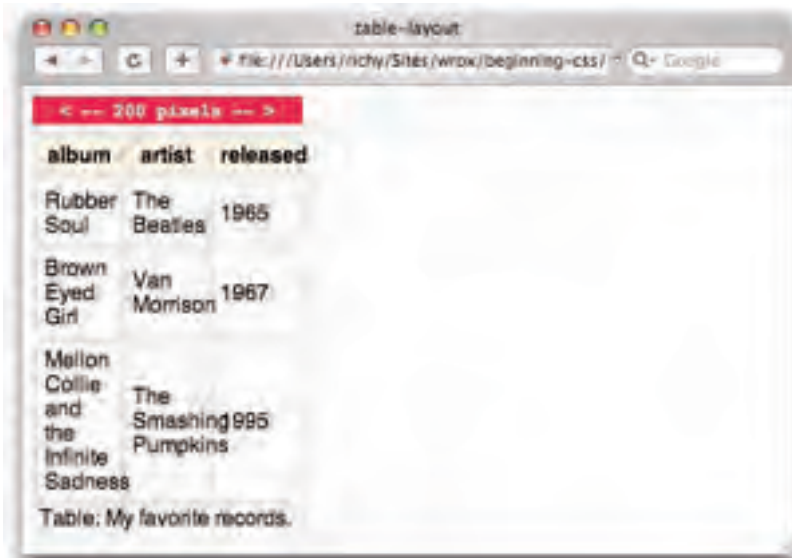 table-layout
file:///Users/richy/Sites/wrox/beginning-css/
Google
< -- 200 pixels -- >
album artist released
Rubber Soul
The Beatles
1965
Brown Eyed Girl
Van Morrison
1967
Mellon Collie and the Infinite Sadness
The Smashing Pumpkins
1995
Table: My favorite records.